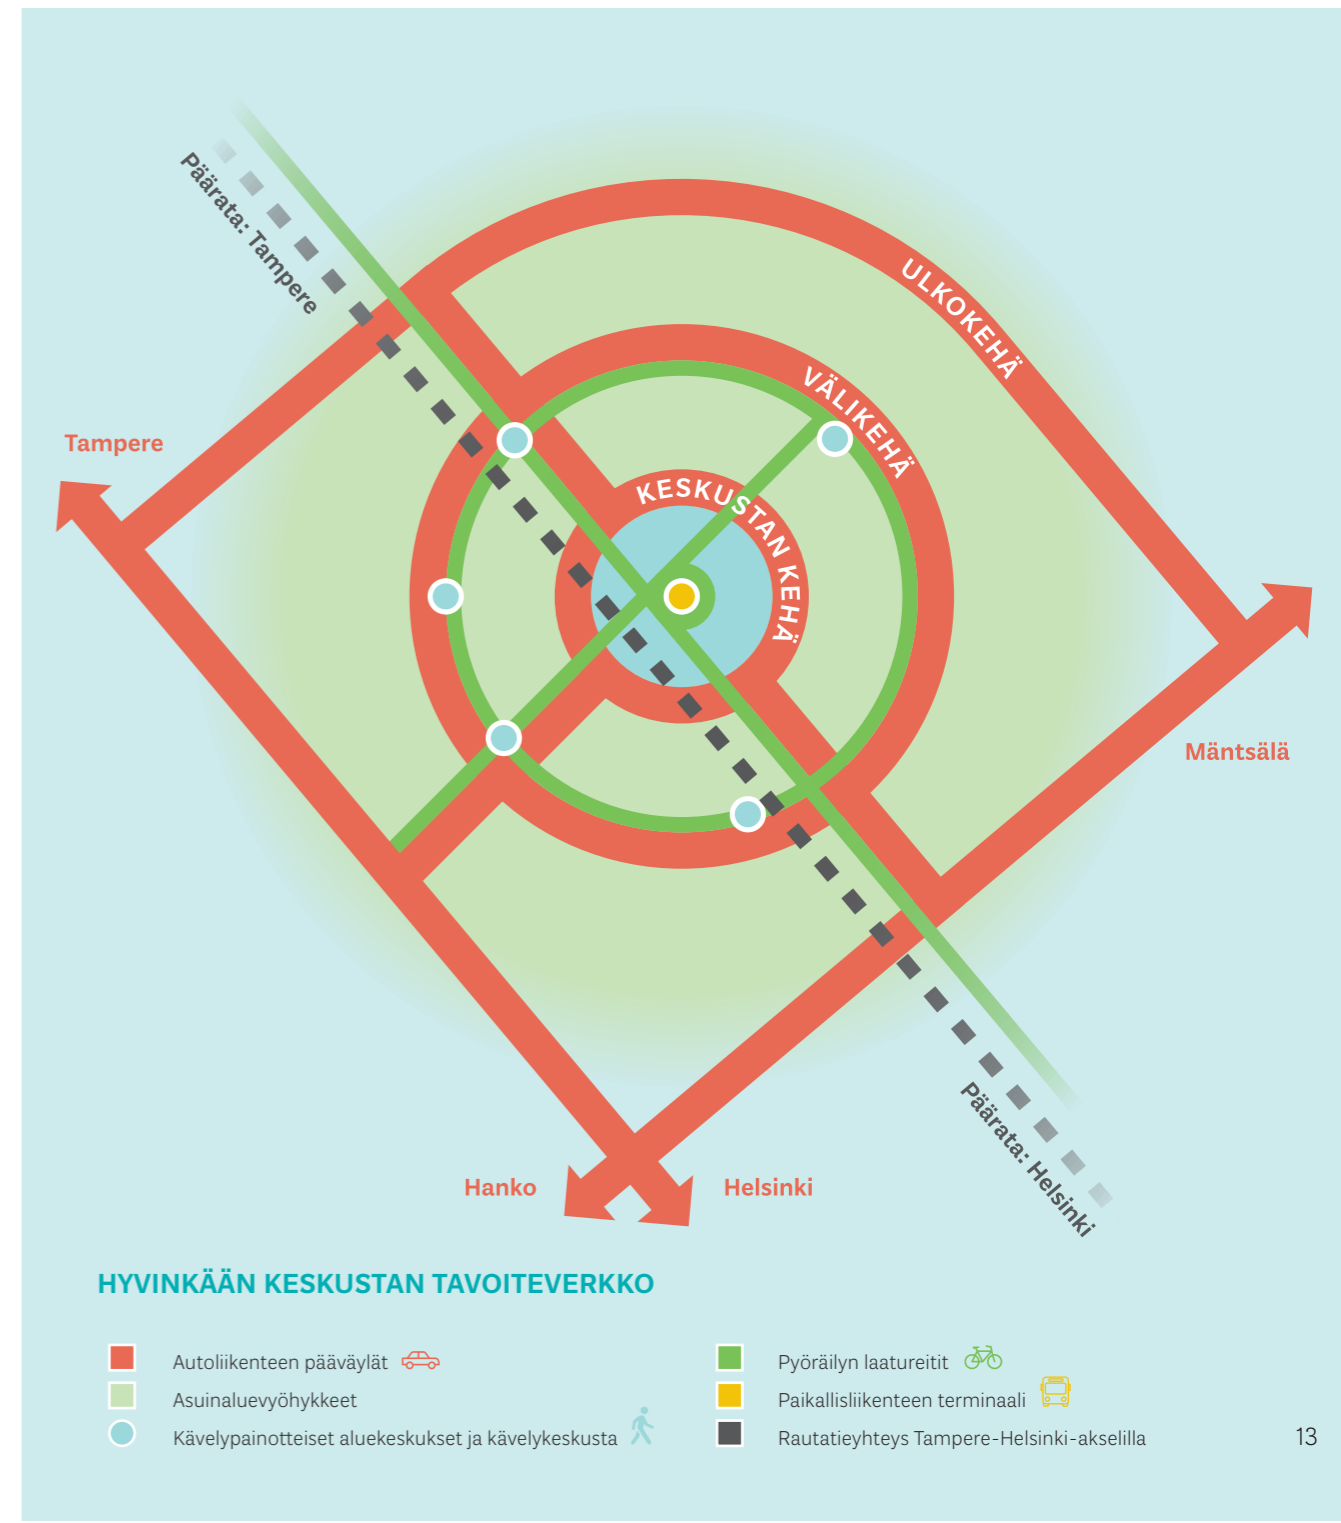 Päärata: Tampere
ULKOKEHÄ
VÄLIKEHÄ
Tampere
KESKUSTAN KEHÄ
Mäntsälä
Päärata: Helsinki
Hanko
Helsinki
HYVINKÄÄN KESKUSTAN TAVOITEVERKKO
Autoliikenteen pääväylät
Asuinaluevyöhykkeet
Kävelypainotteiset aluekeskukset ja kävelykeskusta
Pyöräilyn laatureitit
Paikallisliikenteen terminaali
Rautatieyhteys Tampere-Helsinki-akselilla
13